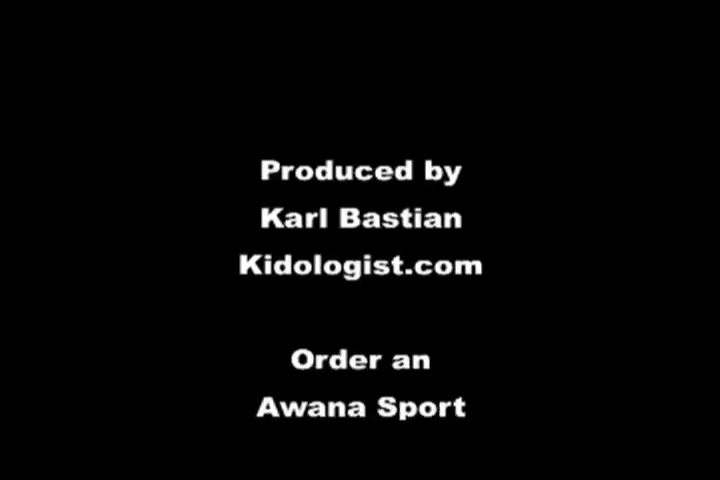 Produced by
Karl Bastian
Kidologist.com
Order an
Awana Sport